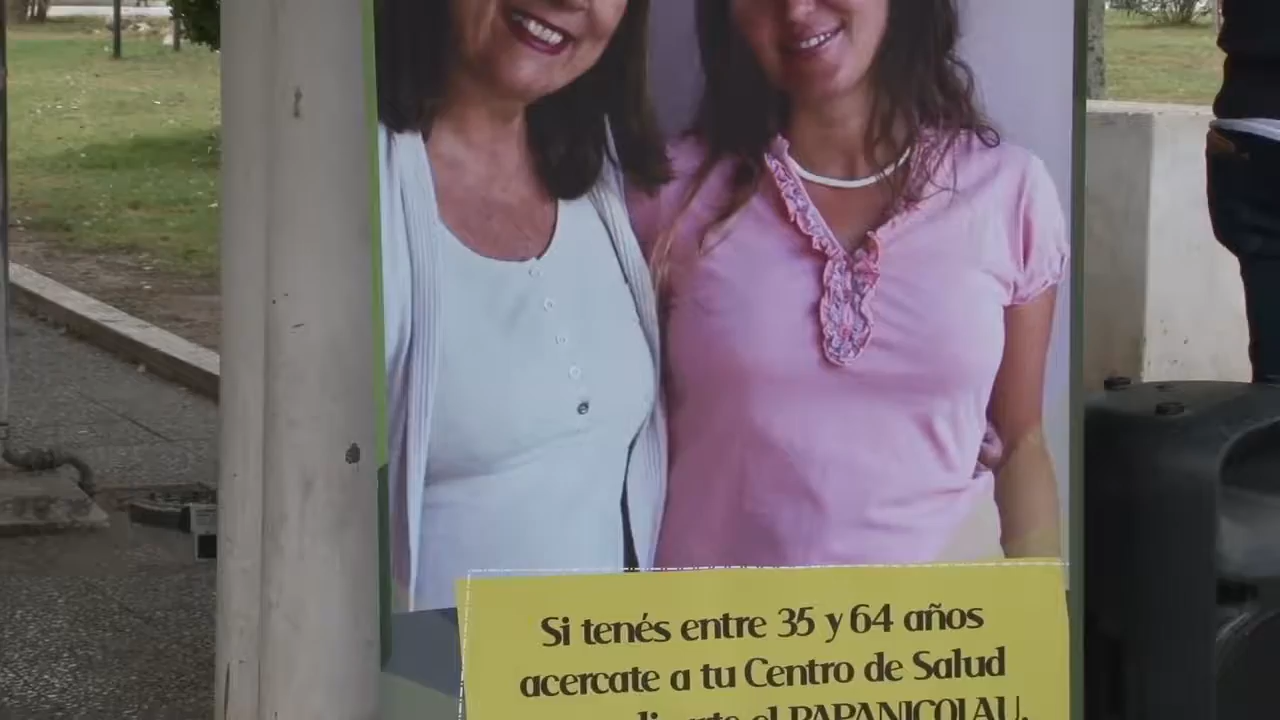 Si tenés entre 35 y 64 años
acercate a tu Centro de Salud
el PAPANICOLAU.